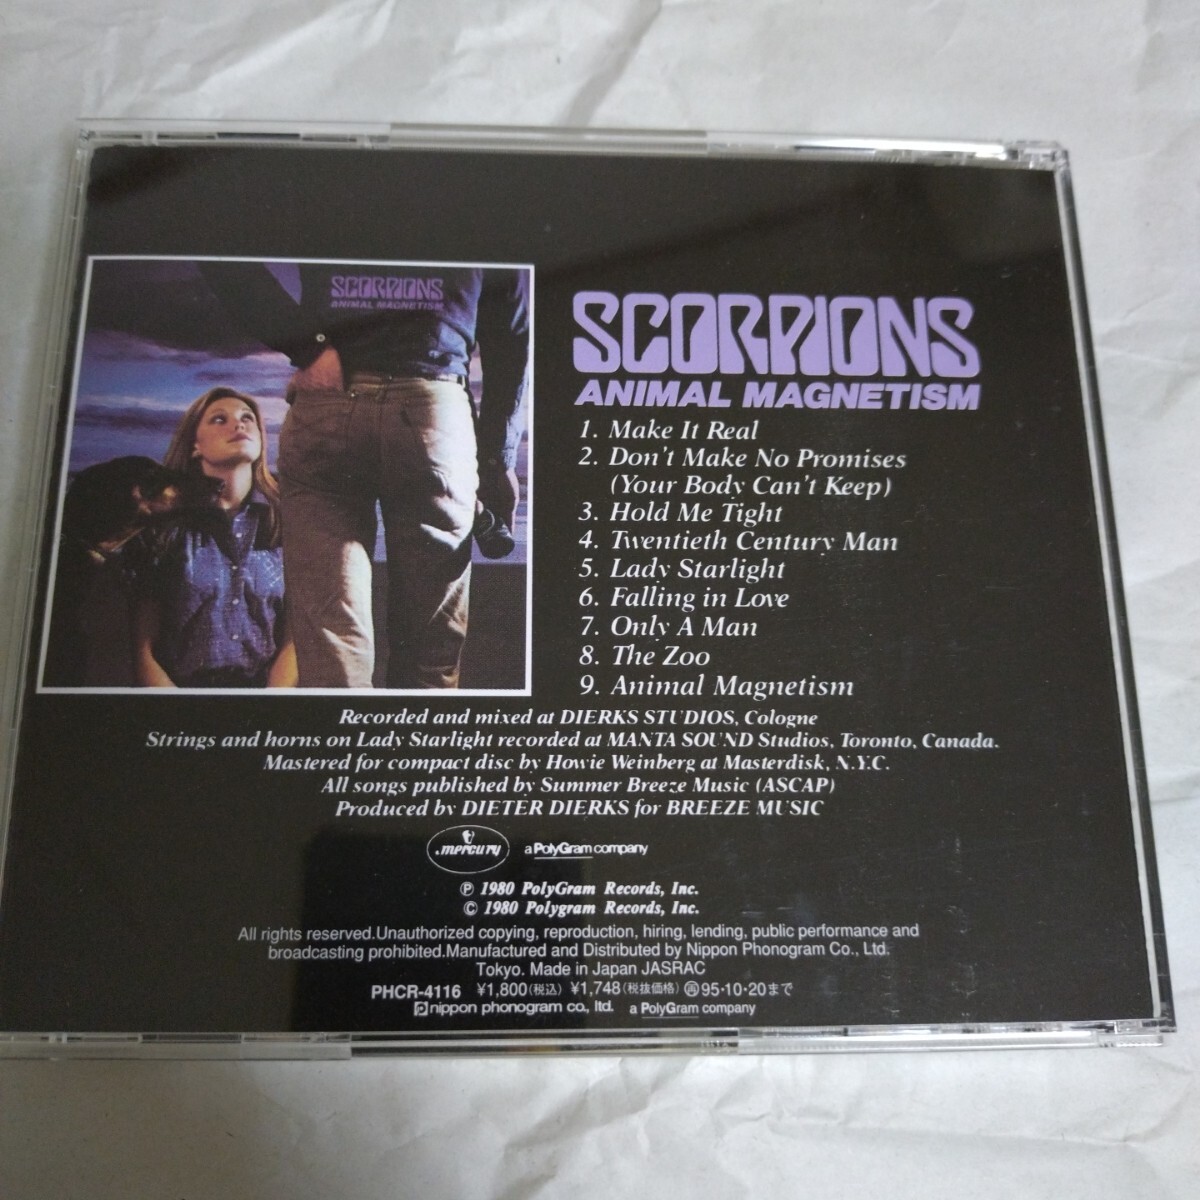 SCORPIONS
ANIMAL MAGNETISM
SCORPIONS
ANIMAL MAGNETISM
1. Make It Real
2. Don't Make No Promises
(Your Body Can't Keep)
3. Hold Me Tight
4. Twentieth Century Man
5. Lady Starlight
6. Falling in Love
7. Only A Man
8. The Zoo
9. Animal Magnetism
Recorded and mixed at DIERKS STUDIOS, Cologne
Strings and horns on Lady Starlight recorded at MANTA SOUND Studios, Toronto, Canada.
Mastered for compact disc by Howie Weinberg at Masterdisk, N.Y.C.
All songs published by Summer Breeze Music (ASCAP)
Produced by DIETER DIERKS for BREEZE MUSIC
mercury a PolyGram company
℗ 1980 PolyGram Records, Inc.
© 1980 Polygram Records, Inc.
All rights reserved.Unauthorized copying, reproduction, hiring, lending, public performance and
broadcasting prohibited.Manufactured and Distributed by Nippon Phonogram Co., Ltd.
Tokyo. Made in Japan JASRAC
PHCR-4116 ¥1,800(税込) ¥1,748(税抜価格) 再95・10・20まで
nippon phonogram co., ltd. a PolyGram company